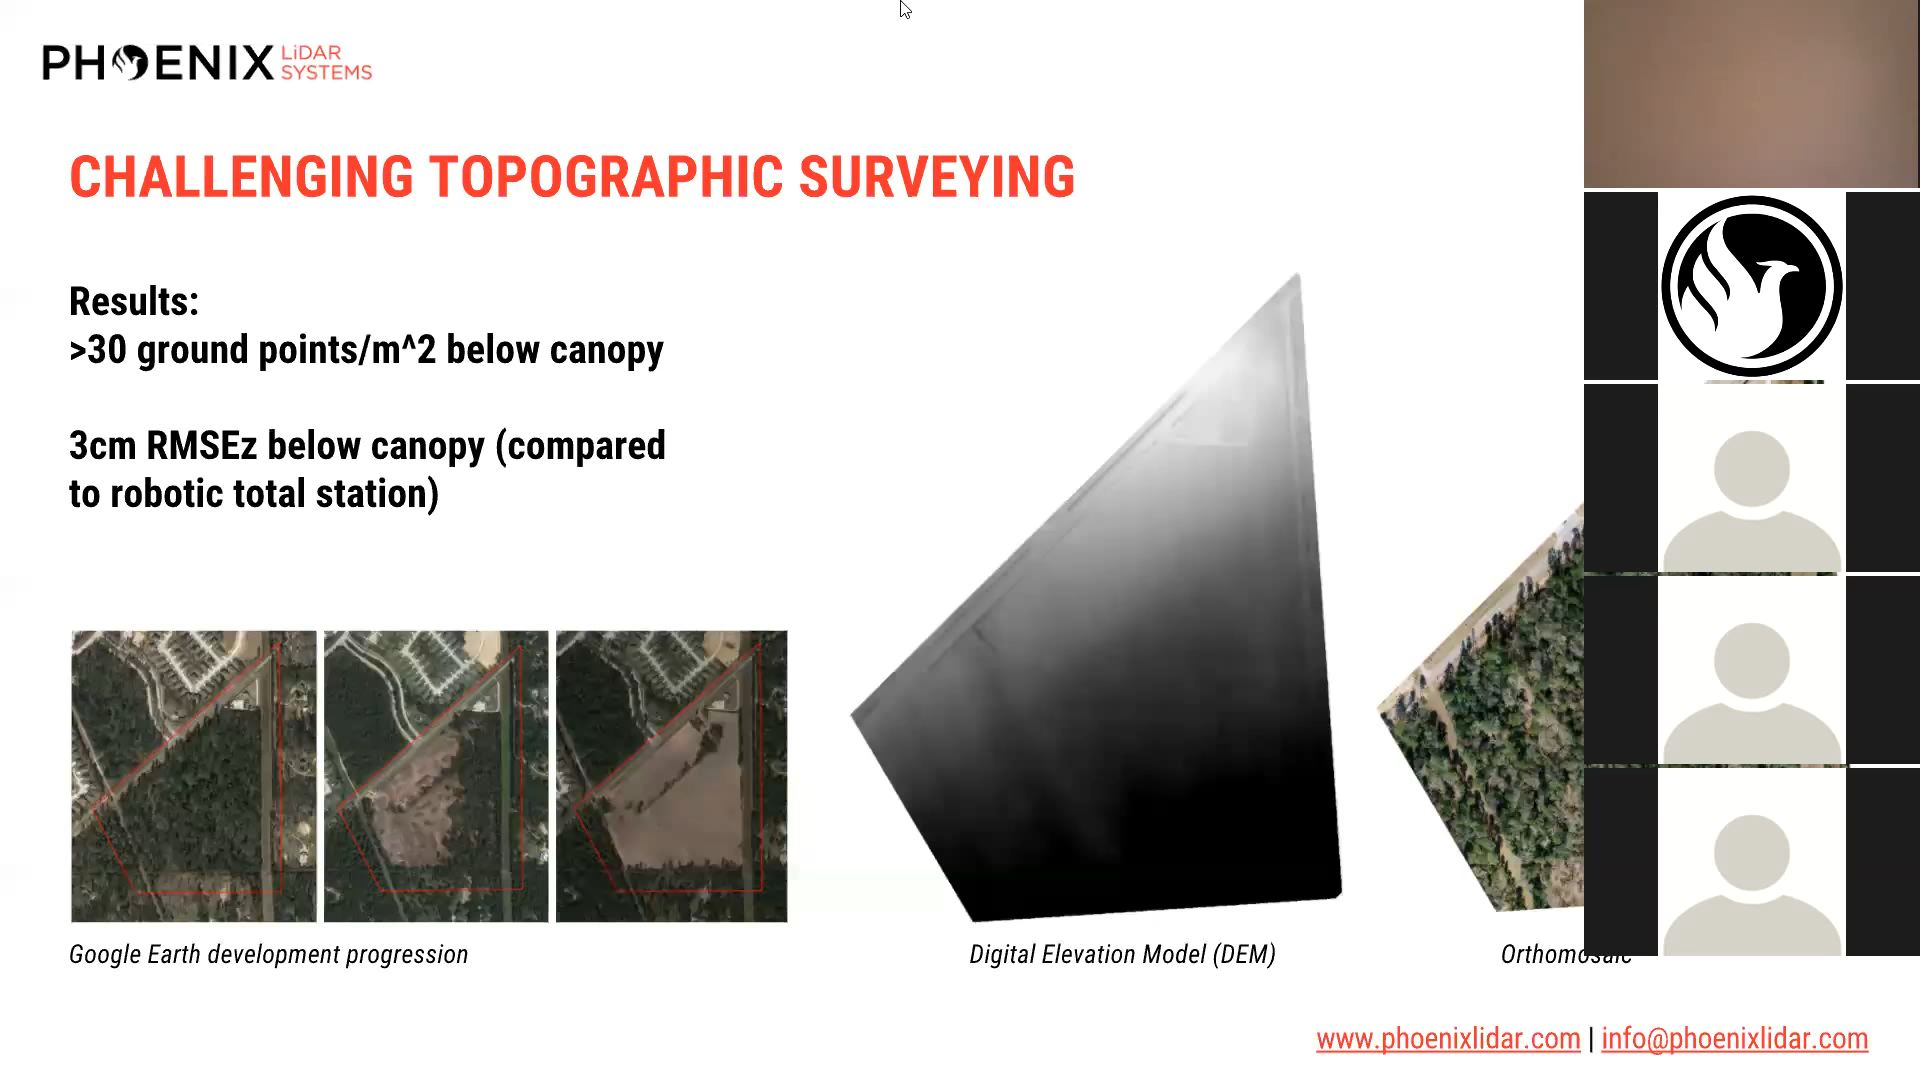 PHOENIX LiDAR SYSTEMS
CHALLENGING TOPOGRAPHIC SURVEYING
Results:
>30 ground points/m^2 below canopy
3cm RMSEz below canopy (compared
to robotic total station)
Google Earth development progression
Digital Elevation Model (DEM)
Orthomosaic
www.phoenixlidar.com | info@phoenixlidar.com